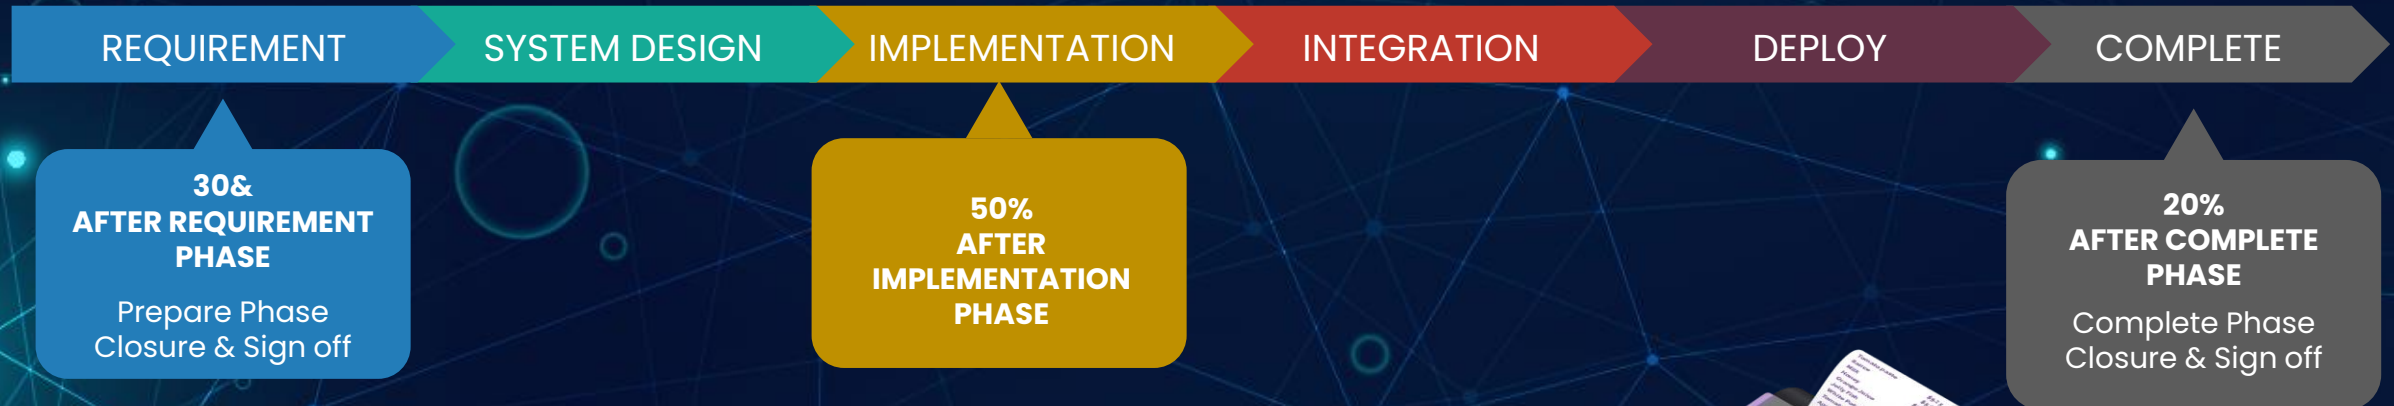 REQUIREMENT
SYSTEM DESIGN
IMPLEMENTATION
INTEGRATION
DEPLOY
COMPLETE
30&
AFTER REQUIREMENT
PHASE
Prepare Phase
Closure & Sign off
50%
AFTER
IMPLEMENTATION
PHASE
20%
AFTER COMPLETE
PHASE
Complete Phase
Closure & Sign off